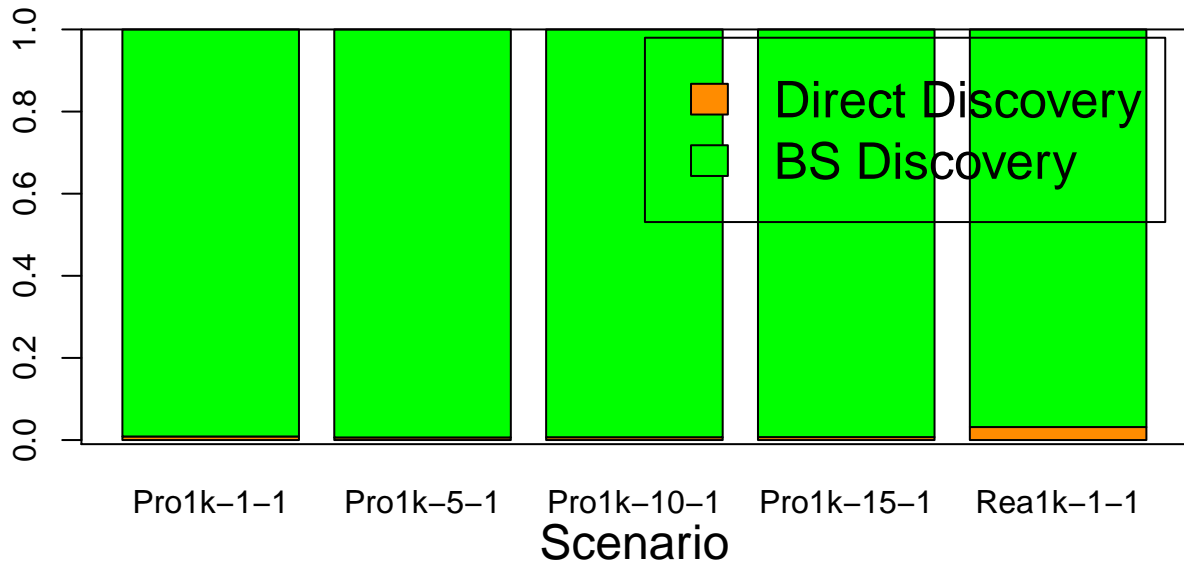 1.0
0.8
0.6
0.4
0.2
0.0
Direct Discovery
BS Discovery
Pro1k−1−1 Pro1k−5−1 Pro1k−10−1 Pro1k−15−1 Rea1k−1−1
Scenario